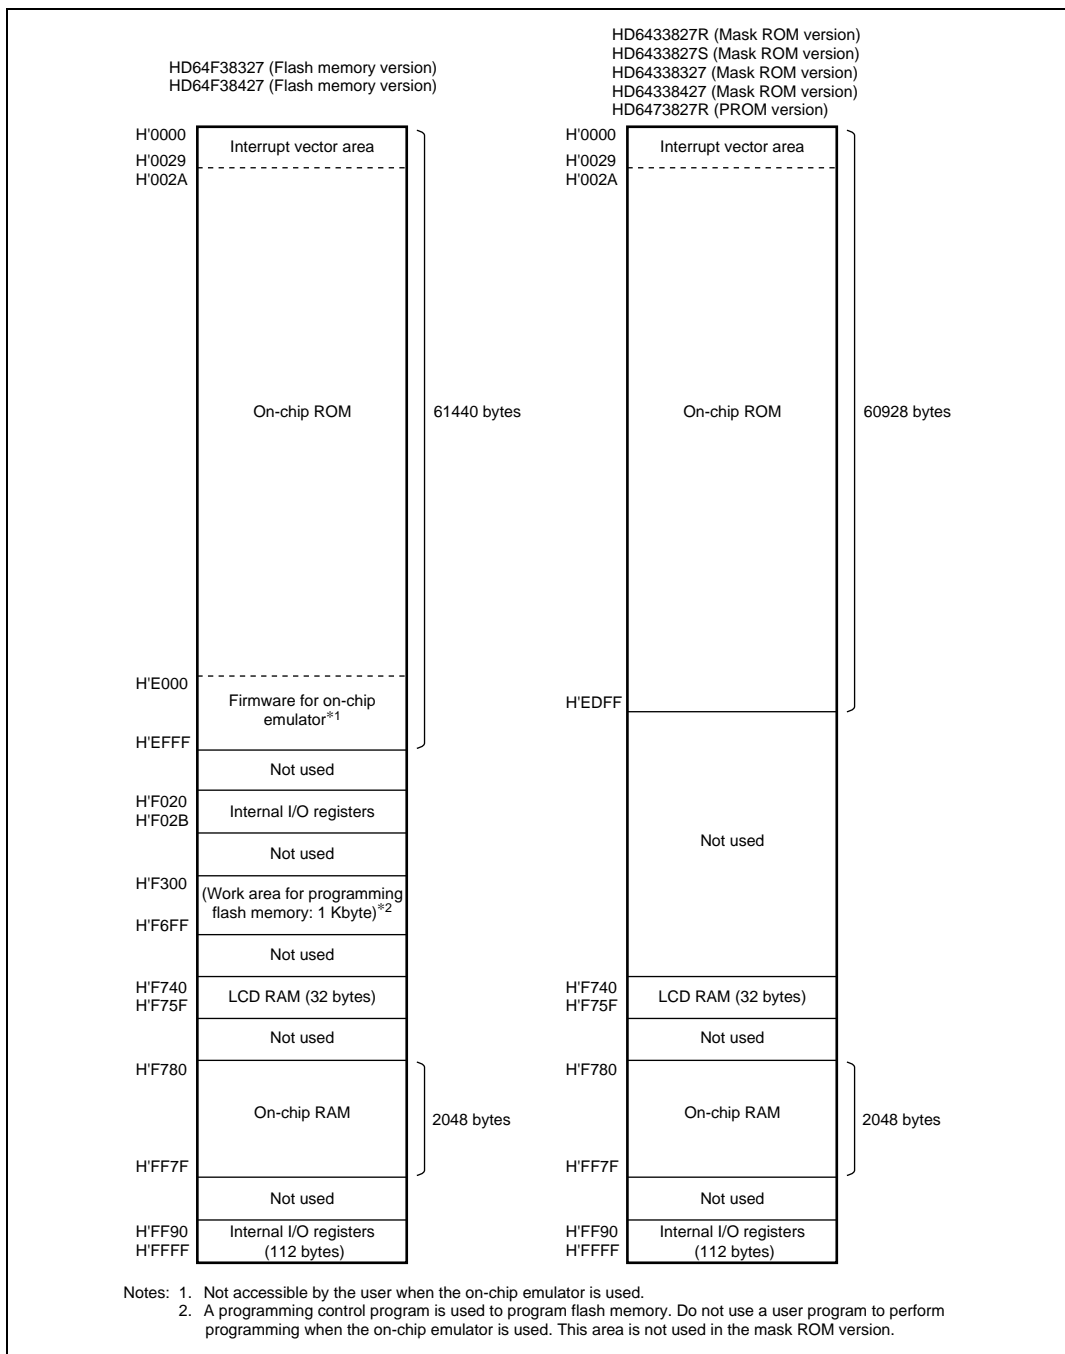 HD64F38327 (Flash memory version)
HD64F38427 (Flash memory version)
H'0000
Interrupt vector area
H'0029
H'002A
On-chip ROM
61440 bytes
H'E000
Firmware for on-chip
emulator*1
H'EFFF
Not used
H'F020
Internal I/O registers
H'F02B
Not used
H'F300
(Work area for programming
flash memory: 1 Kbyte)*2
H'F6FF
Not used
H'F740
LCD RAM (32 bytes)
H'F75F
Not used
H'F780
On-chip RAM
2048 bytes
H'FF7F
Not used
H'FF90
Internal I/O registers
H'FFFF
(112 bytes)
HD6433827R (Mask ROM version)
HD6433827S (Mask ROM version)
HD64338327 (Mask ROM version)
HD64338427 (Mask ROM version)
HD6473827R (PROM version)
H'0000
Interrupt vector area
H'0029
H'002A
On-chip ROM
60928 bytes
H'EDFF
Not used
H'F740
LCD RAM (32 bytes)
H'F75F
Not used
H'F780
On-chip RAM
2048 bytes
H'FF7F
Not used
H'FF90
Internal I/O registers
H'FFFF
(112 bytes)
Notes: 1. Not accessible by the user when the on-chip emulator is used.
2. A programming control program is used to program flash memory. Do not use a user program to perform
programming when the on-chip emulator is used. This area is not used in the mask ROM version.